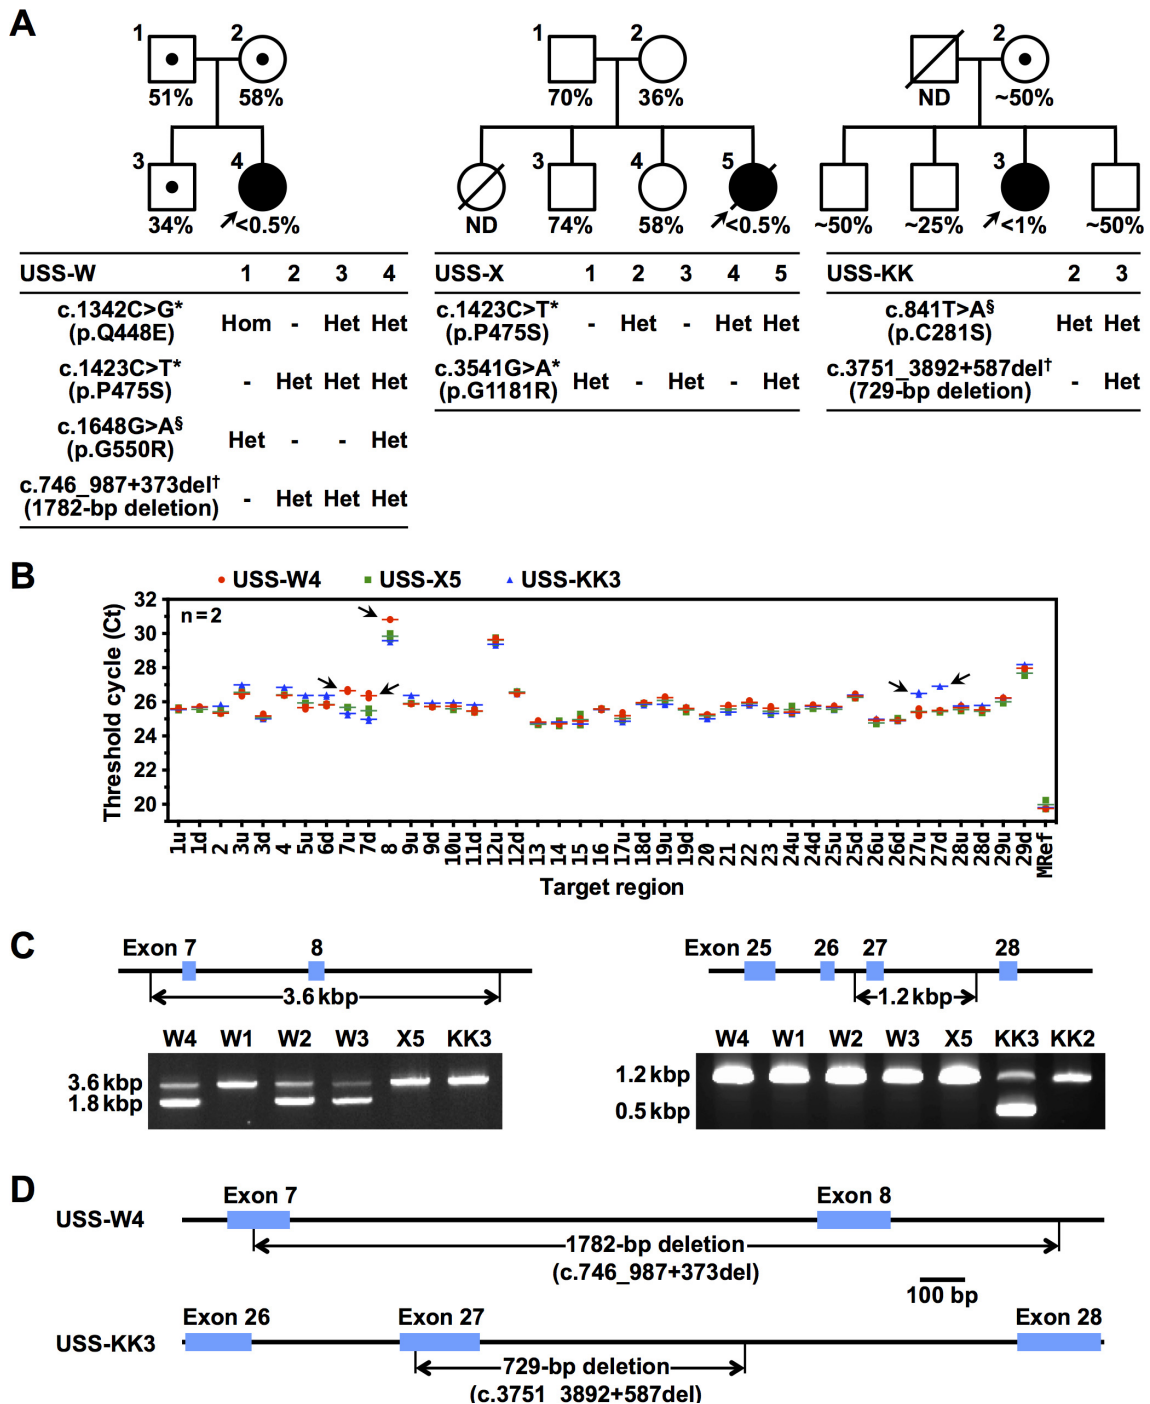 A
1 2 1 2 2
51% 58% 70% 36% ND ~50%
3 4 3 4 5 3
34% <0.5% ND 74% 58% <0.5% ~50% ~25% <1% ~50%
USS-W 1 2 3 4
c.1342C>G*
(p.Q448E) Hom - Het Het
c.1423C>T*
(p.P475S) - Het Het Het
c.1648G>A§
(p.G550R) Het - - Het
c.746_987+373del†
(1782-bp deletion) - Het Het Het
USS-X 1 2 3 4 5
c.1423C>T*
(p.P475S) - Het - Het Het
c.3541G>A*
(p.G1181R) Het - Het - Het
USS-KK 2 3
c.841T>A§
(p.C281S) Het Het
c.3751_3892+587del†
(729-bp deletion) - Het
B
USS-W4 USS-X5 USS-KK3
n=2
Threshold cycle (Ct)
32
30
28
26
24
22
20
1u 1d 2 3u 3d 4 5u 6d 7u 7d 8 9u 9d 10u 11d 12u 12d 13 14 15 16 17u 18d 19u 19d 20 21 22 23 24u 24d 25u 25d 26u 26d 27u 27d 28u 28d 29u 29d MRef
Target region
C
Exon 7 8
3.6 kbp
W4 W1 W2 W3 X5 KK3
3.6 kbp
1.8 kbp
Exon 25 26 27 28
1.2 kbp
W4 W1 W2 W3 X5 KK3 KK2
1.2 kbp
0.5 kbp
D
Exon 7 Exon 8
USS-W4
1782-bp deletion
(c.746_987+373del)
100 bp
Exon 26 Exon 27 Exon 28
USS-KK3
729-bp deletion
(c.3751_3892+587del)